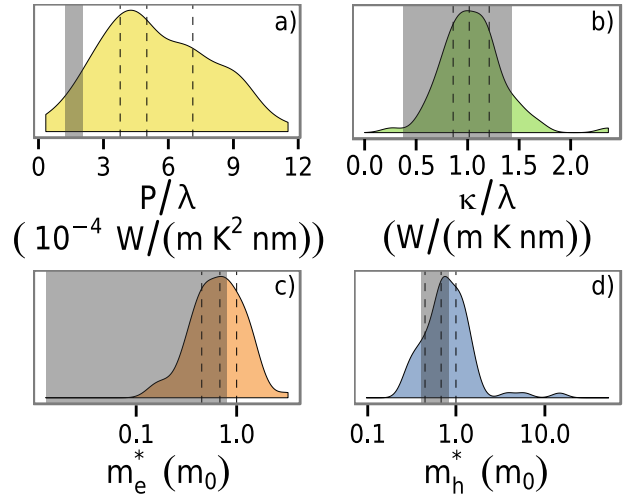 a)
0 3 6 9 12
P/λ
( 10⁻⁴ W/(m K² nm))
b)
0.0 0.5 1.0 1.5 2.0
κ/λ
(W/(m K nm))
c)
0.1 1.0
m*ₑ (m₀)
d)
0.1 1.0 10.0
m*ₕ (m₀)